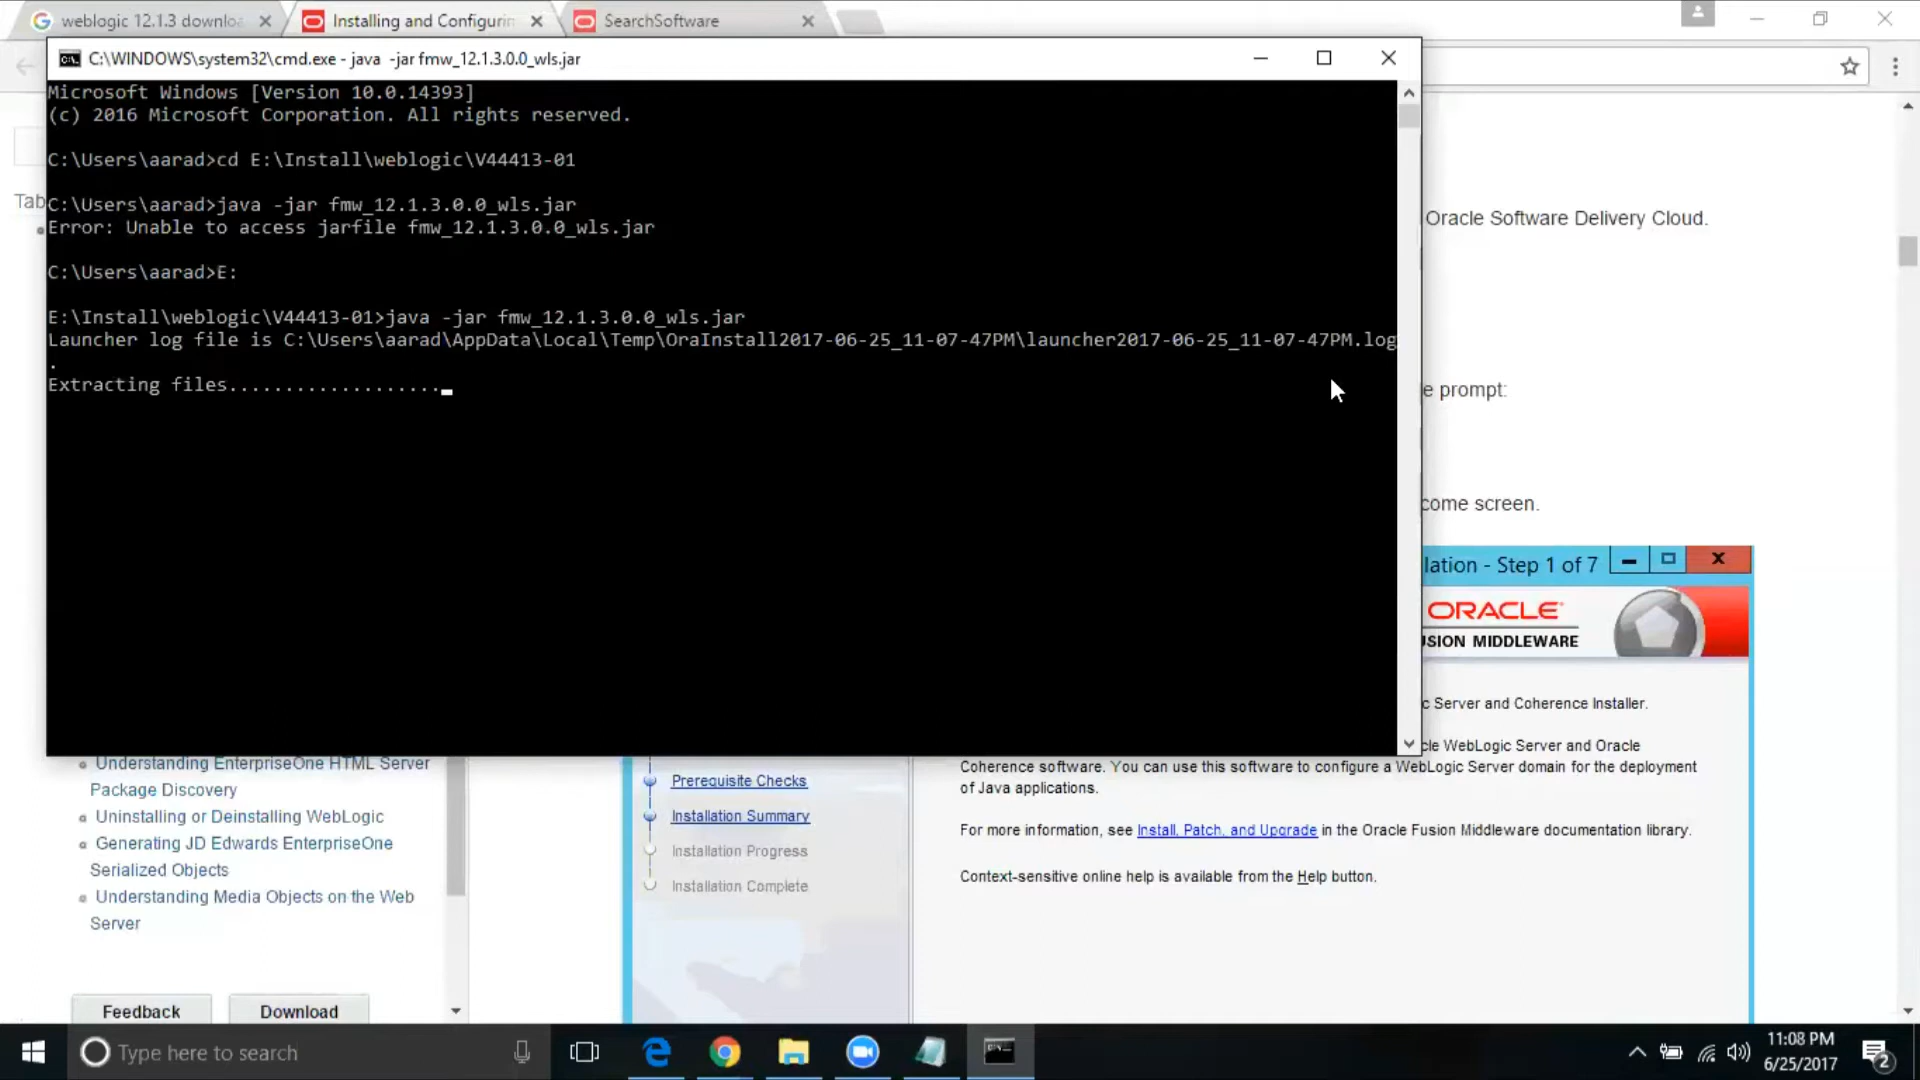 weblogic 12.1.3 downloa
Installing and Configurin
SearchSoftware
C:\WINDOWS\system32\cmd.exe - java -jar fmw_12.1.3.0.0_wls.jar
Microsoft Windows [Version 10.0.14393]
(c) 2016 Microsoft Corporation. All rights reserved.
C:\Users\aarad>cd E:\Install\weblogic\V44413-01
C:\Users\aarad>java -jar fmw_12.1.3.0.0_wls.jar
Error: Unable to access jarfile fmw_12.1.3.0.0_wls.jar
C:\Users\aarad>E:
E:\Install\weblogic\V44413-01>java -jar fmw_12.1.3.0.0_wls.jar
Launcher log file is C:\Users\aarad\AppData\Local\Temp\OraInstall2017-06-25_11-07-47PM\launcher2017-06-25_11-07-47PM.log
.
Extracting files...................
Tab
Oracle Software Delivery Cloud.
e prompt:
come screen.
lation - Step 1 of 7
ORACLE
USION MIDDLEWARE
c Server and Coherence Installer.
cle WebLogic Server and Oracle
Coherence software. You can use this software to configure a WebLogic Server domain for the deployment
of Java applications.
For more information, see Install, Patch, and Upgrade in the Oracle Fusion Middleware documentation library.
Context-sensitive online help is available from the Help button.
Prerequisite Checks
Installation Summary
Installation Progress
Installation Complete
Understanding EnterpriseOne HTML Server
Package Discovery
Uninstalling or Deinstalling WebLogic
Generating JD Edwards EnterpriseOne
Serialized Objects
Understanding Media Objects on the Web
Server
Feedback
Download
Type here to search
11:08 PM
6/25/2017
2